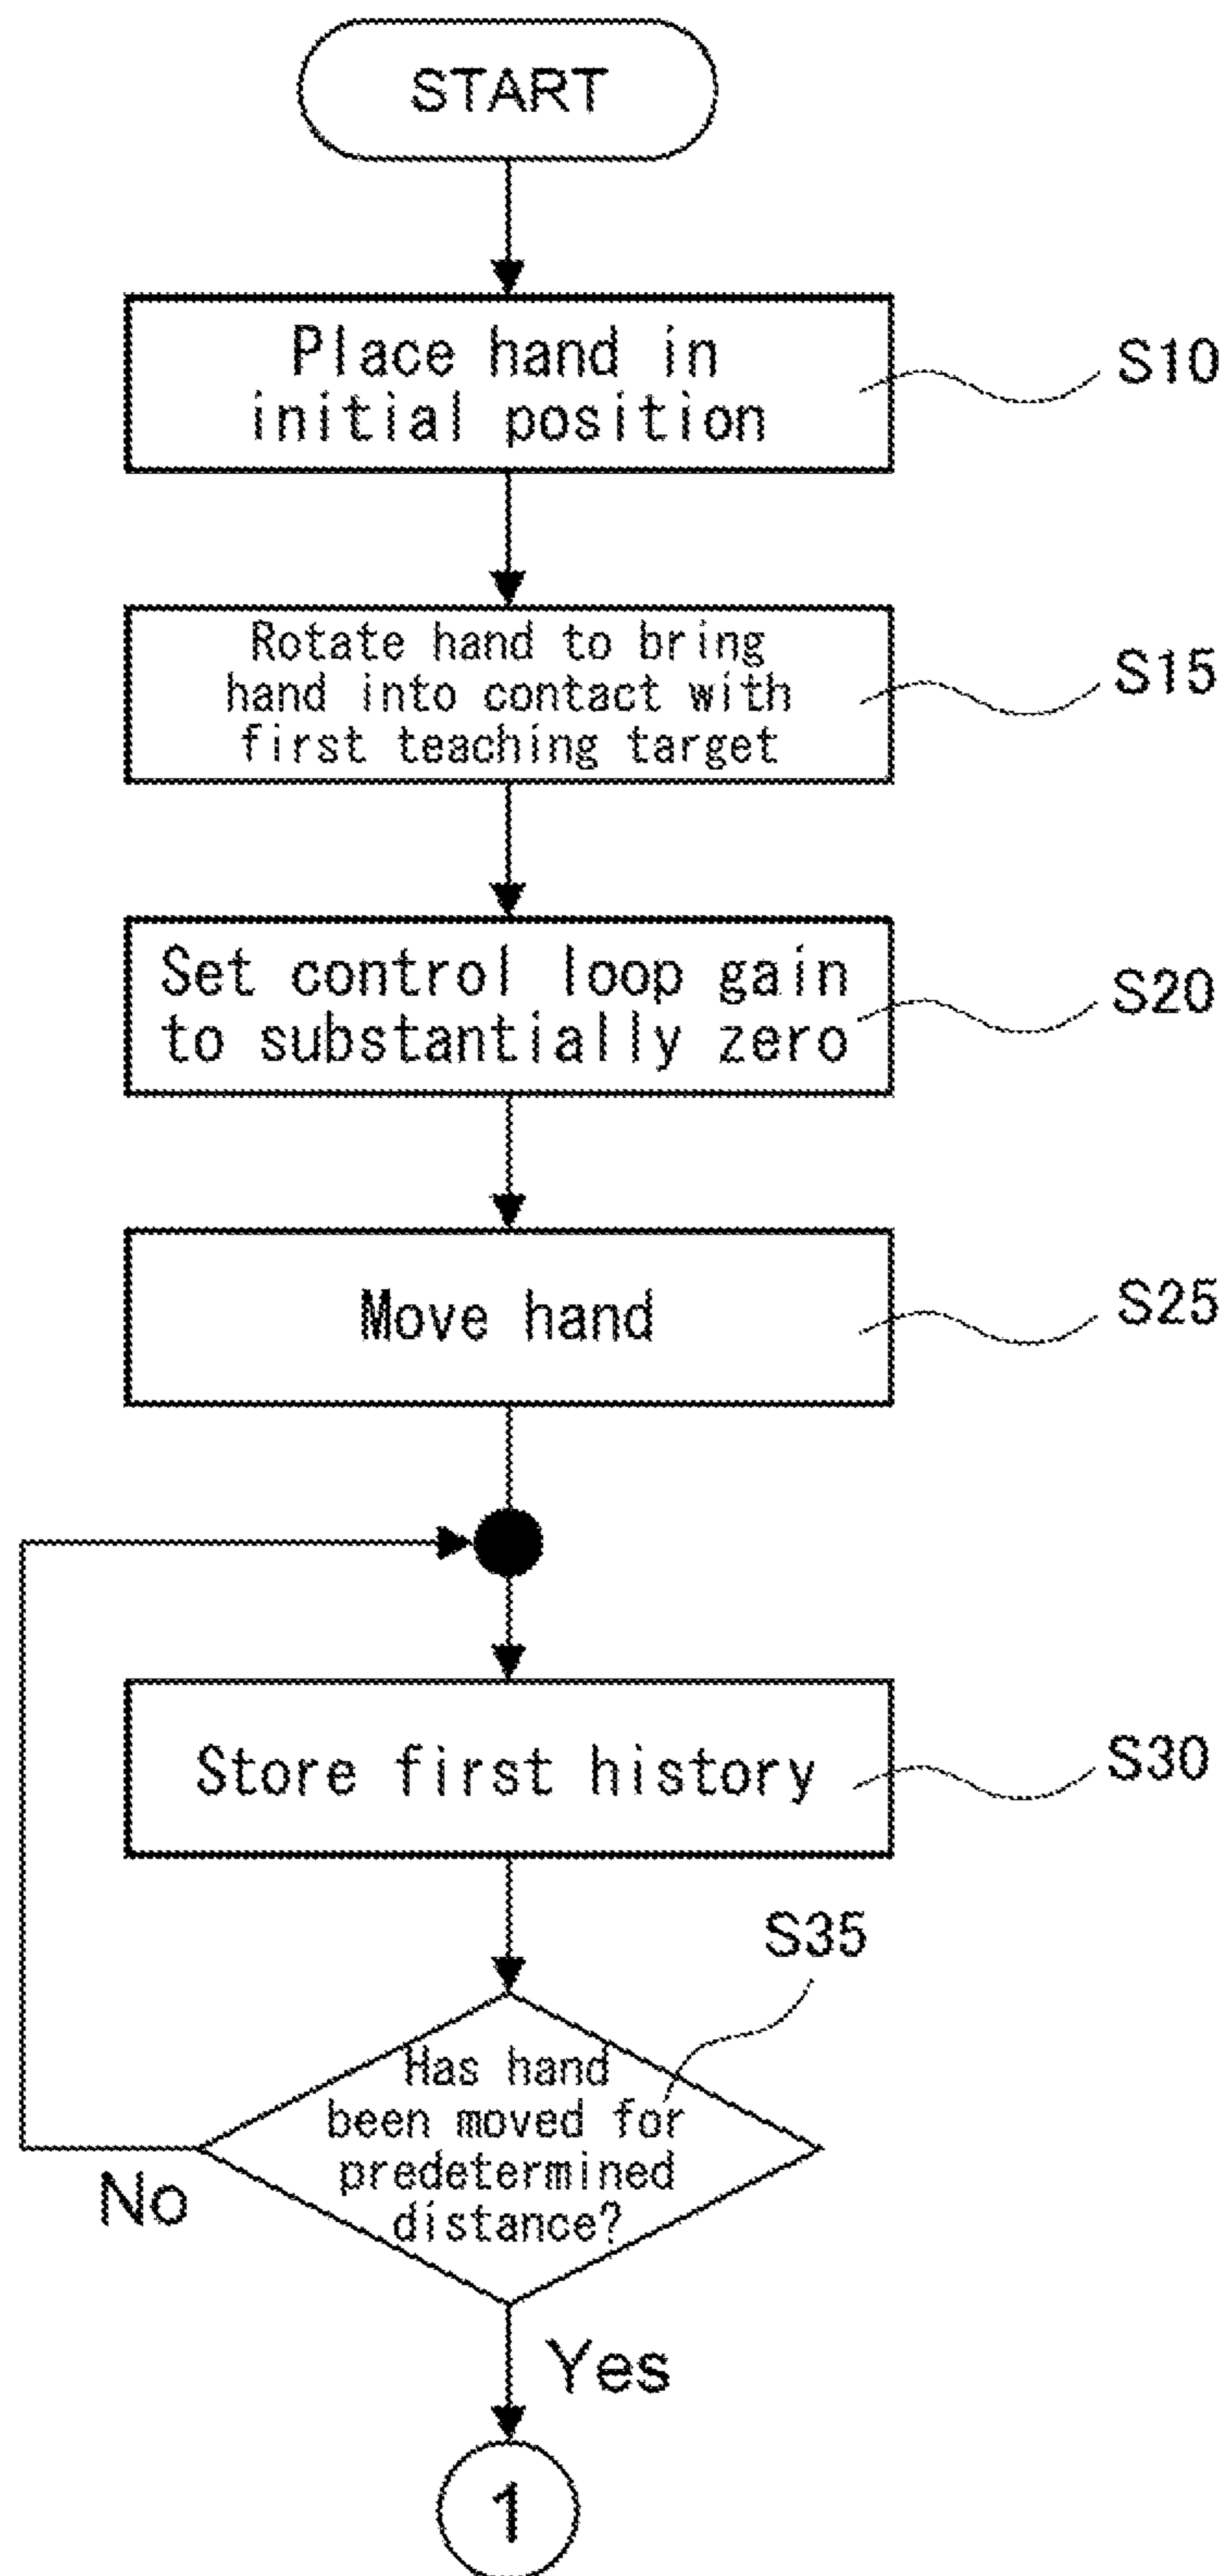 START
Place hand in
initial position
S10
Rotate hand to bring
hand into contact with
first teaching target
S15
Set control loop gain
to substantially zero
S20
Move hand
S25
Store first history
S30
S35
Has hand
been moved for
predetermined
distance?
No
Yes
1